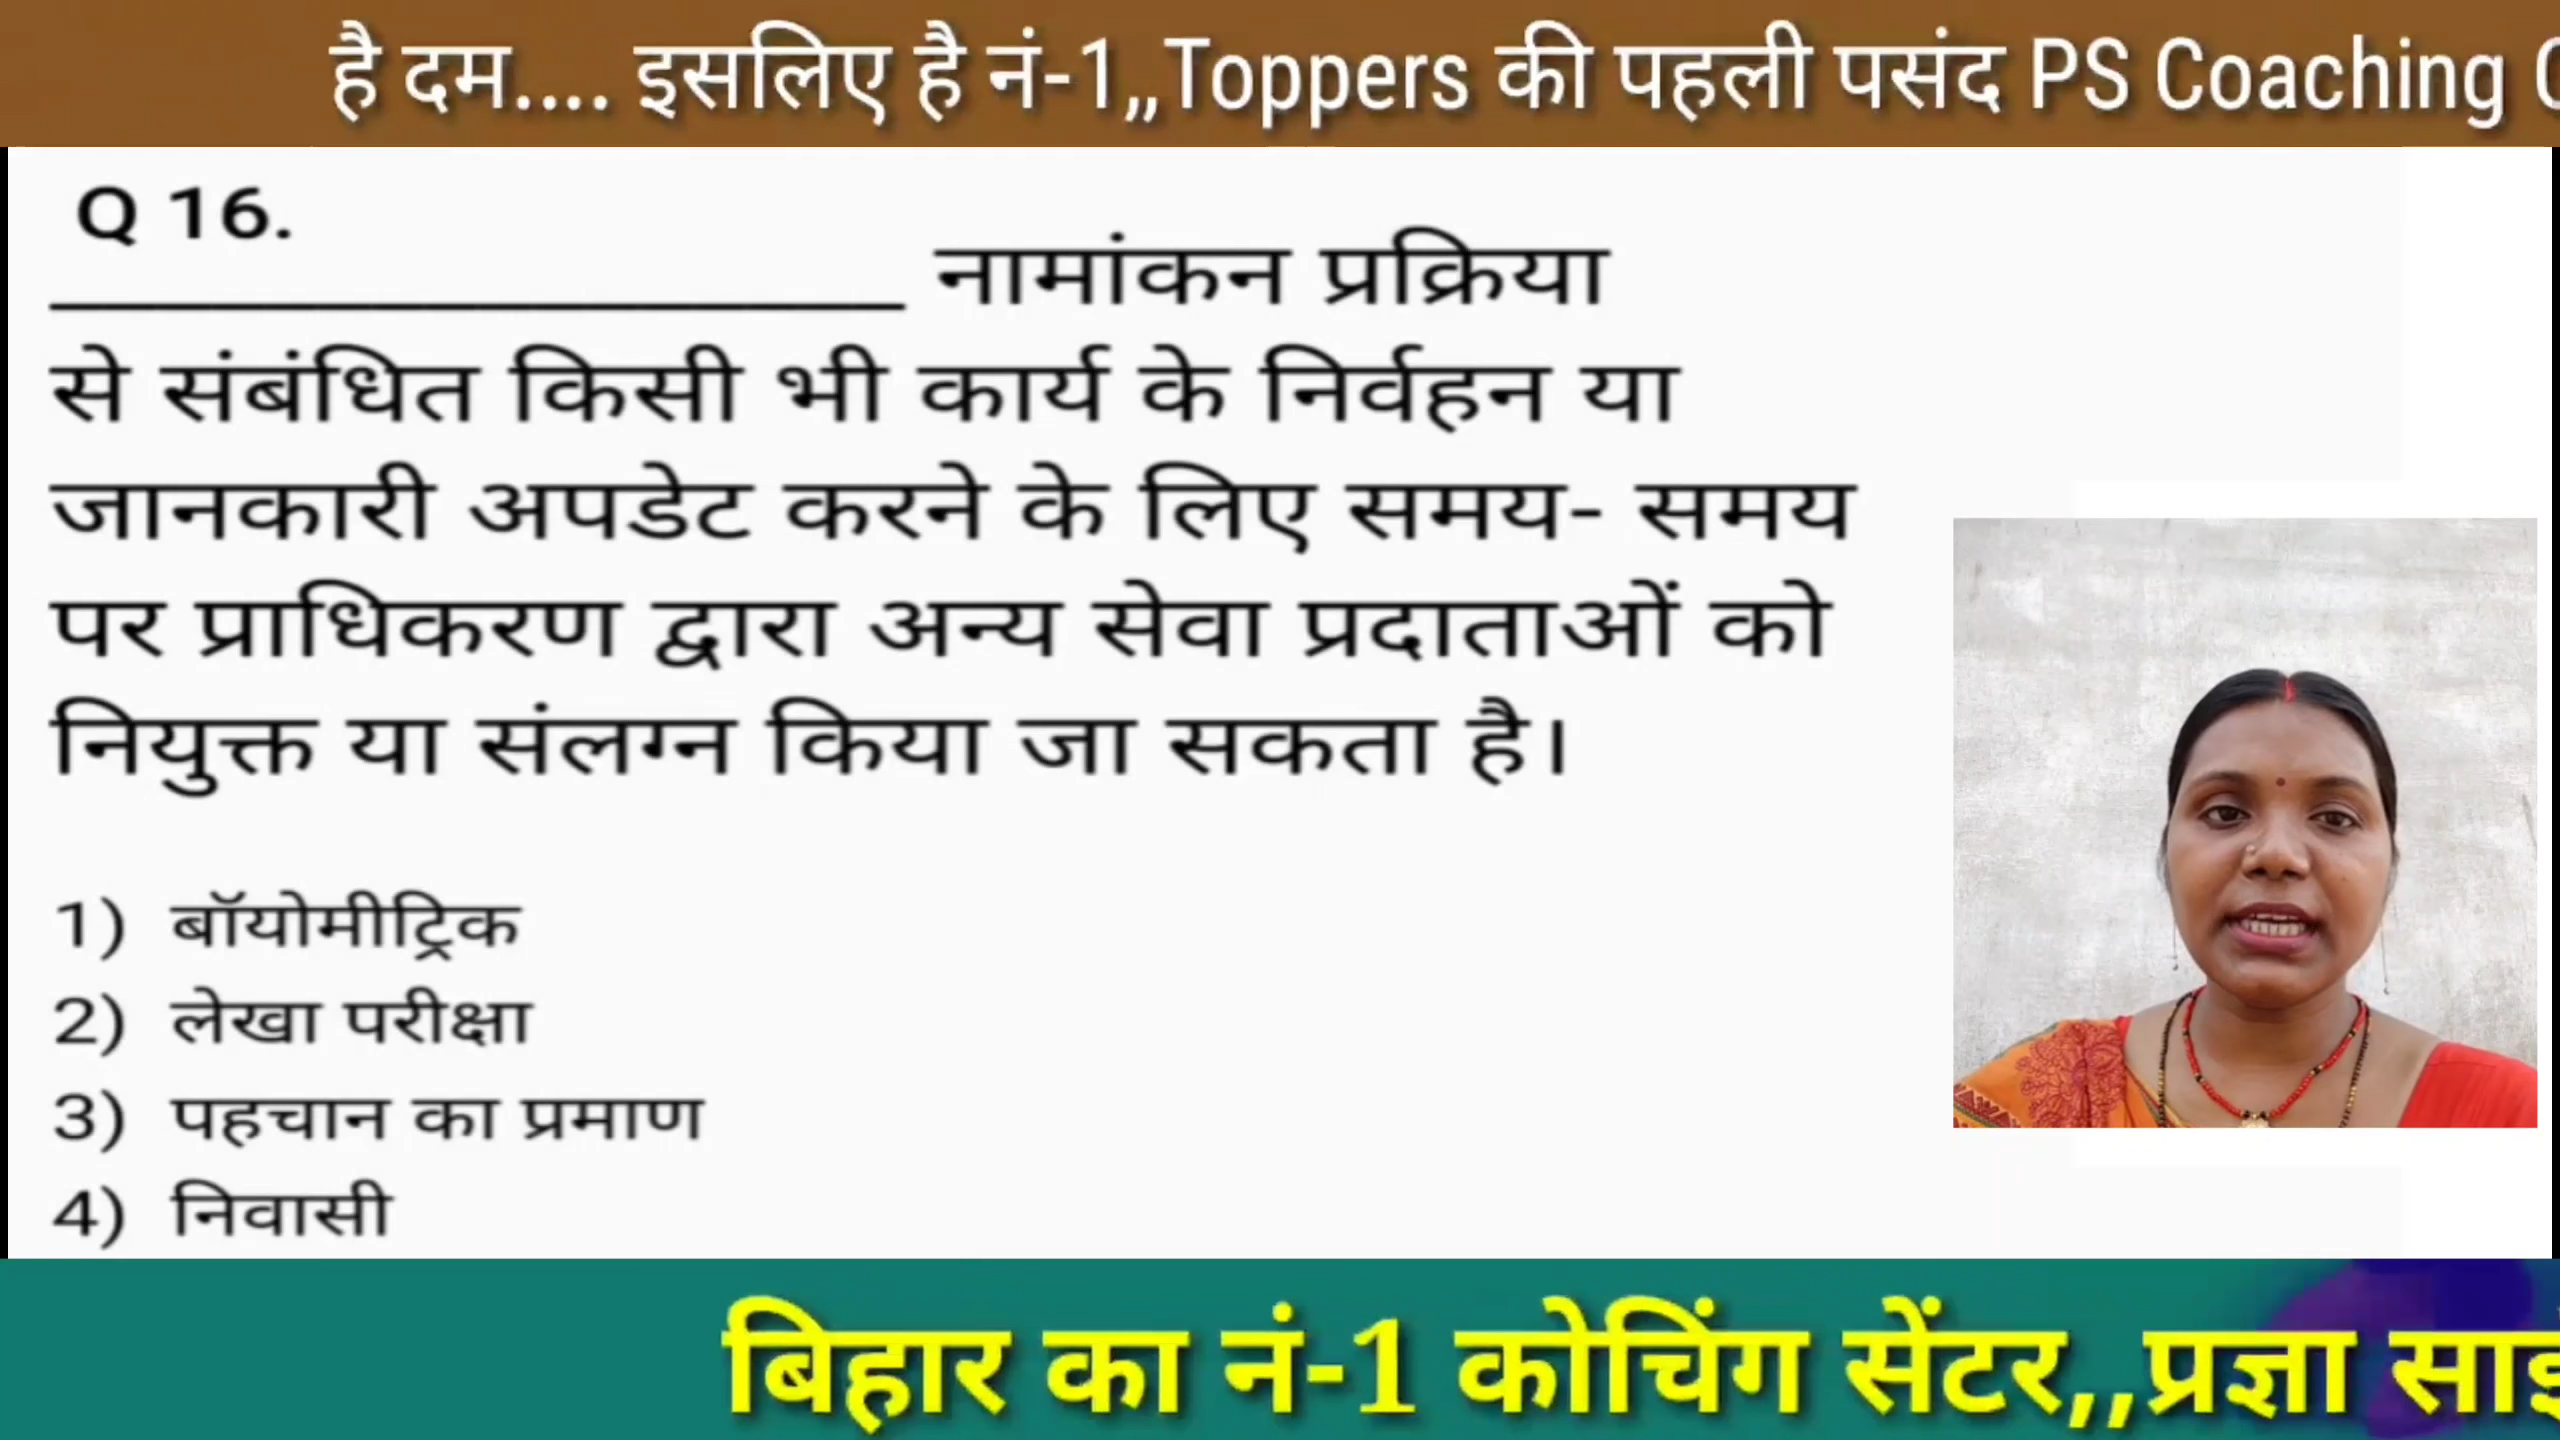 है दम.... इसलिए है नं-1,,Toppers की पहली पसंद PS Coaching
Q 16.
____________________ नामांकन प्रक्रिया
से संबंधित किसी भी कार्य के निर्वहन या
जानकारी अपडेट करने के लिए समय- समय
पर प्राधिकरण द्वारा अन्य सेवा प्रदाताओं को
नियुक्त या संलग्न किया जा सकता है।
1) बॉयोमीट्रिक
2) लेखा परीक्षा
3) पहचान का प्रमाण
4) निवासी
बिहार का नं-1 कोचिंग सेंटर,,प्रज्ञा